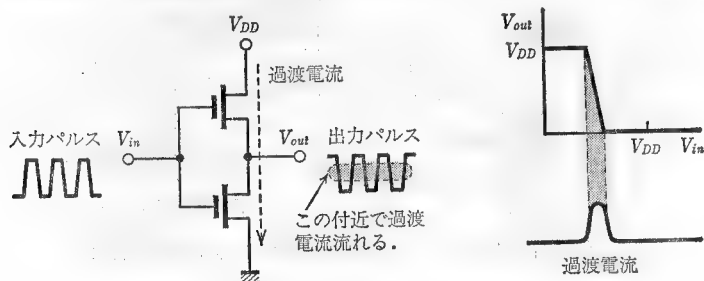 V_DD
過渡電流
入力パルス
V_in
V_out
出力パルス
この付近で過渡
電流流れる.
V_out
V_DD
V_DD
V_in
過渡電流